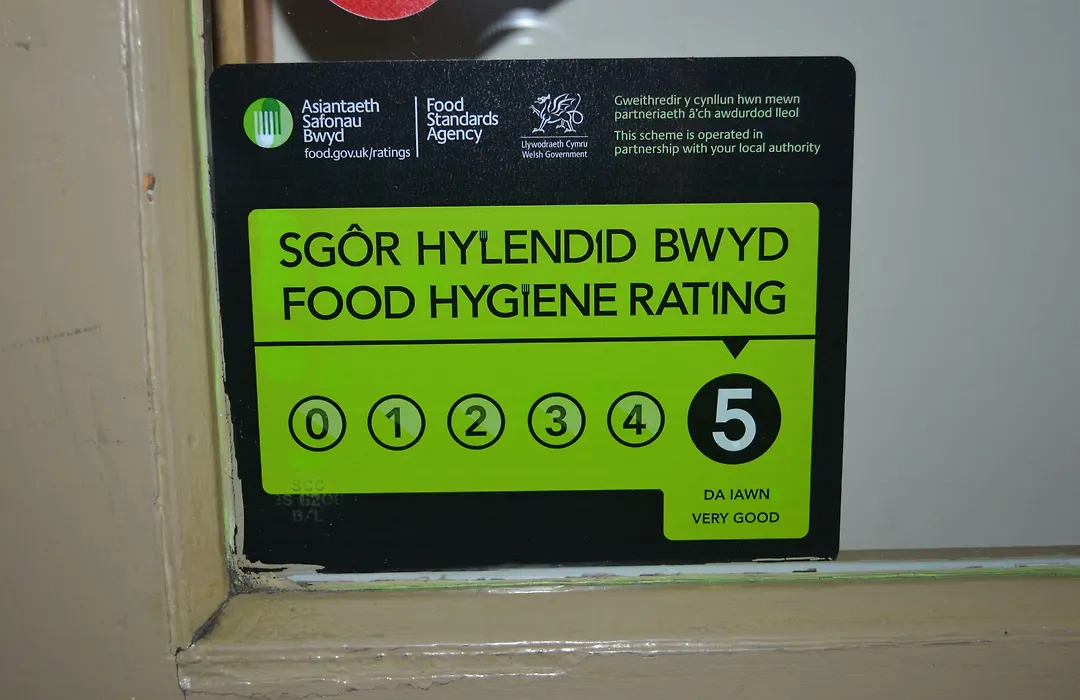 Asiantaeth
Safonau
Bwyd
food.gov.uk/ratings
Food
Standards
Agency
Llywodraeth Cymru
Welsh Government
Gweithredir y cynllun hwn mewn
partneriaeth â'ch awdurdod lleol
This scheme is operated in
partnership with your local authority
SGÔR HYLENDID BWYD
FOOD HYGIENE RATING
0 1 2 3 4 5
DA IAWN
VERY GOOD
B/L